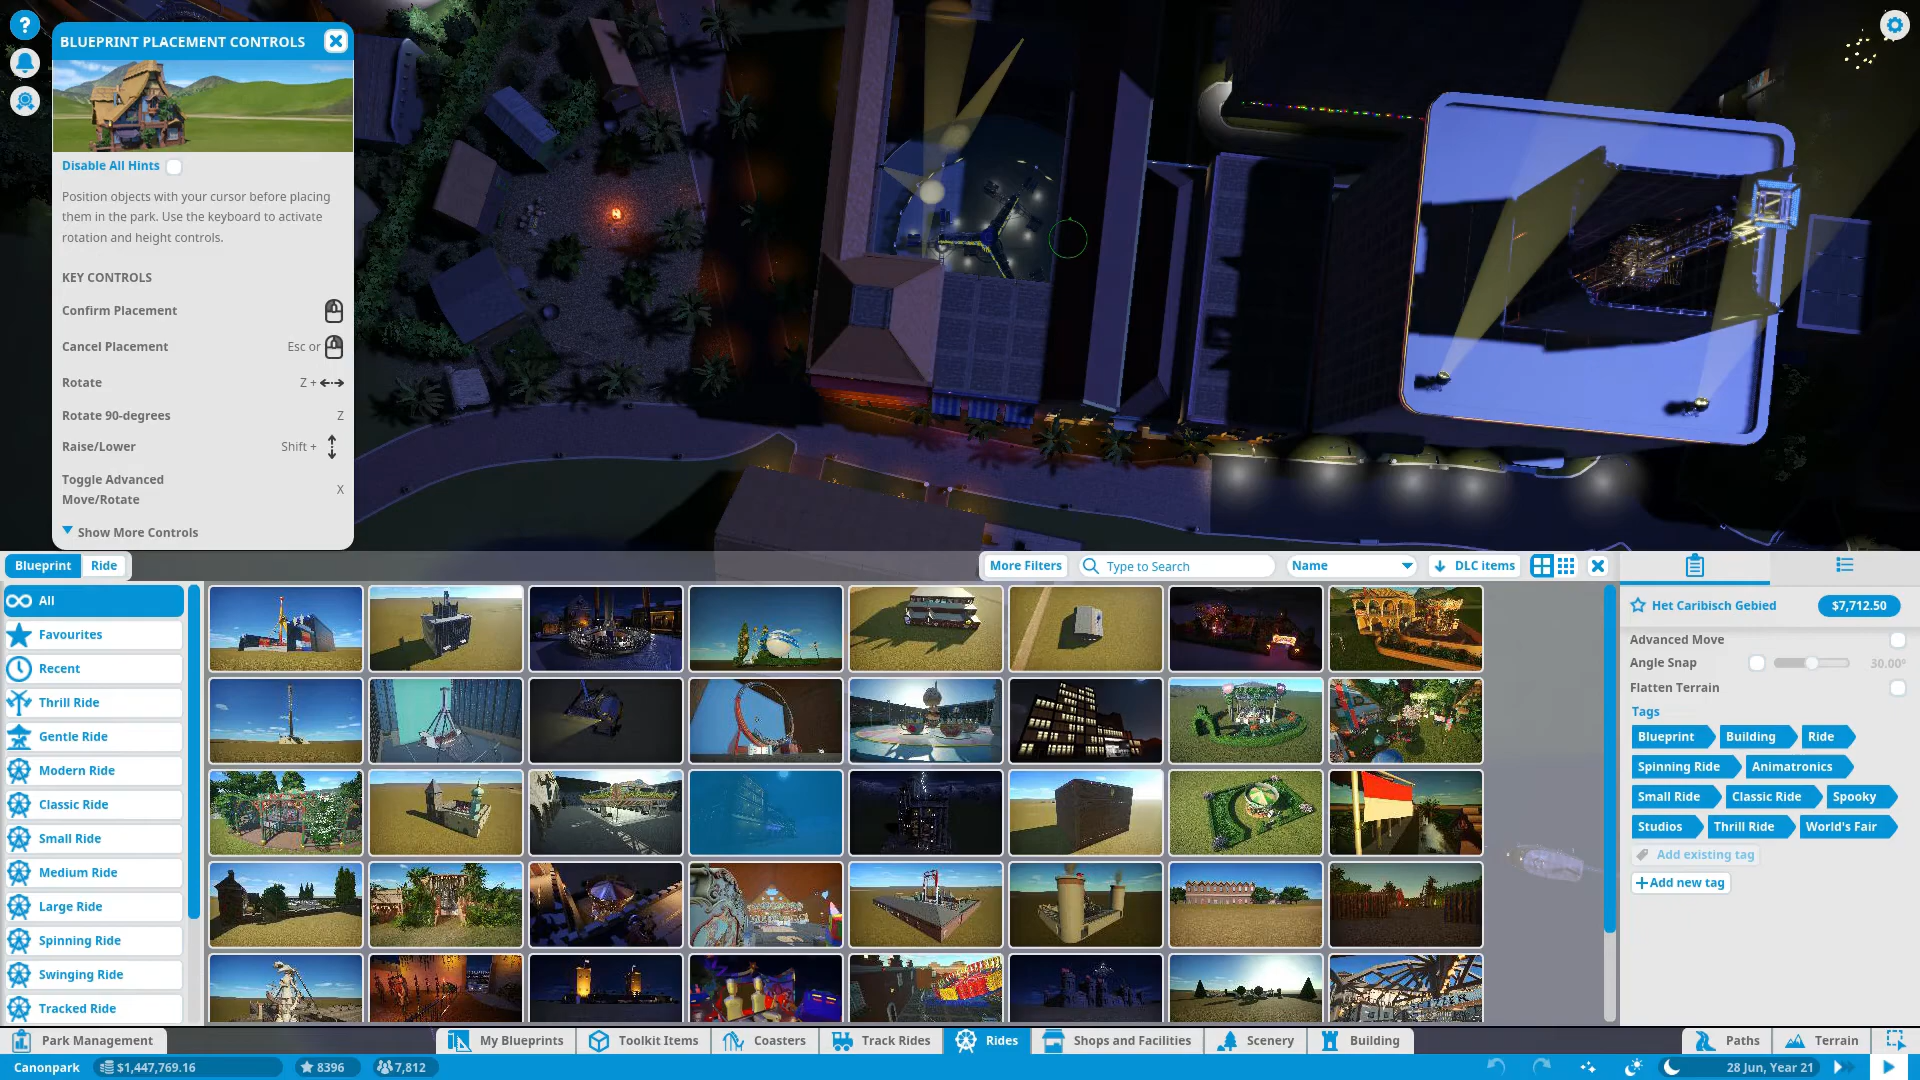 ?
BLUEPRINT PLACEMENT CONTROLS
Disable All Hints
Position objects with your cursor before placing
them in the park. Use the keyboard to activate
rotation and height controls.
KEY CONTROLS
Confirm Placement
Cancel Placement Esc or
Rotate Z +
Rotate 90-degrees Z
Raise/Lower Shift +
Toggle Advanced
Move/Rotate X
Show More Controls
Blueprint Ride
More Filters Type to Search Name DLC items
All
Favourites
Recent
Thrill Ride
Gentle Ride
Modern Ride
Classic Ride
Small Ride
Medium Ride
Large Ride
Spinning Ride
Swinging Ride
Tracked Ride
Het Caribisch Gebied $7,712.50
Advanced Move
Angle Snap 30.00°
Flatten Terrain
Tags
Blueprint Building Ride
Spinning Ride Animatronics
Small Ride Classic Ride Spooky
Studios Thrill Ride World's Fair
Add existing tag
Add new tag
Park Management My Blueprints Toolkit Items Coasters Track Rides Rides Shops and Facilities Scenery Building Paths Terrain
Canonpark $1,447,769.16 8396 7,812 28 Jun, Year 21